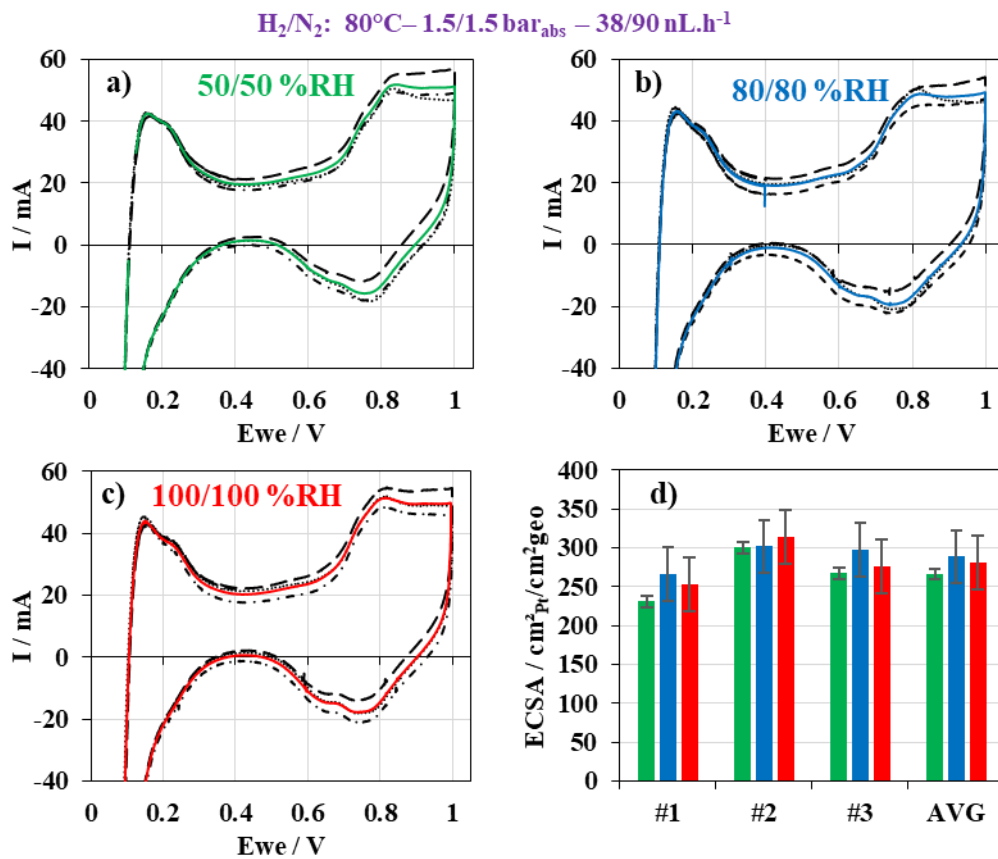 H₂/N₂: 80°C– 1.5/1.5 bar_abs – 38/90 nL.h⁻¹
a)
50/50 %RH
60
40
20
0
-20
-40
I / mA
0 0.2 0.4 0.6 0.8 1
Ewe / V
b)
80/80 %RH
60
40
20
0
-20
-40
I / mA
0 0.2 0.4 0.6 0.8 1
Ewe / V
c)
100/100 %RH
60
40
20
0
-20
-40
I / mA
0 0.2 0.4 0.6 0.8 1
Ewe / V
d)
400
350
300
250
200
150
100
50
0
ECSA / cm²Pt/cm²geo
#1 #2 #3 AVG